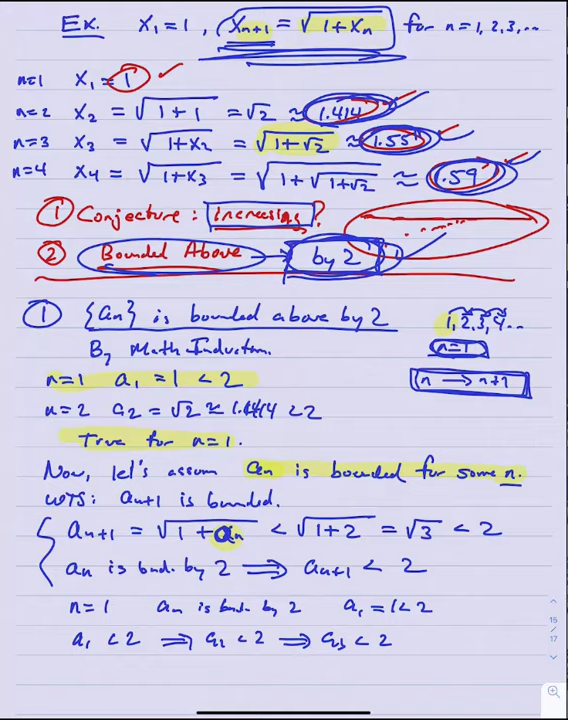 Ex. X₁ = 1 , Xₙ₊₁ = √(1+Xₙ) for n = 1, 2, 3, ...
n=1 X₁ = 1
n=2 X₂ = √(1+1) = √2 ≈ 1.414
n=3 X₃ = √(1+X₂) = √(1+√2) ≈ 1.55
n=4 X₄ = √(1+X₃) = √(1+√(1+√2)) ≈ 1.59
① Conjecture : increasing ?
② Bounded Above → by 2
① {aₙ} is bounded above by 2
1, 2, 3, 4 ...
By Math Induction.
n=1
n=1 a₁ = 1 < 2
n → n+1
n=2 a₂ = √2 ≈ 1.414 < 2
True for n=1.
Now, let's assum aₙ is bounded for some n.
WTS: aₙ₊₁ is bounded.
aₙ₊₁ = √(1+aₙ) < √(1+2) = √3 < 2
aₙ is bnd. by 2 ⟹ aₙ₊₁ < 2
n=1 aₙ is bnd. by 2 a₁ = 1 < 2
a₁ < 2 ⟹ a₂ < 2 ⟹ a₃ < 2
15
/
17